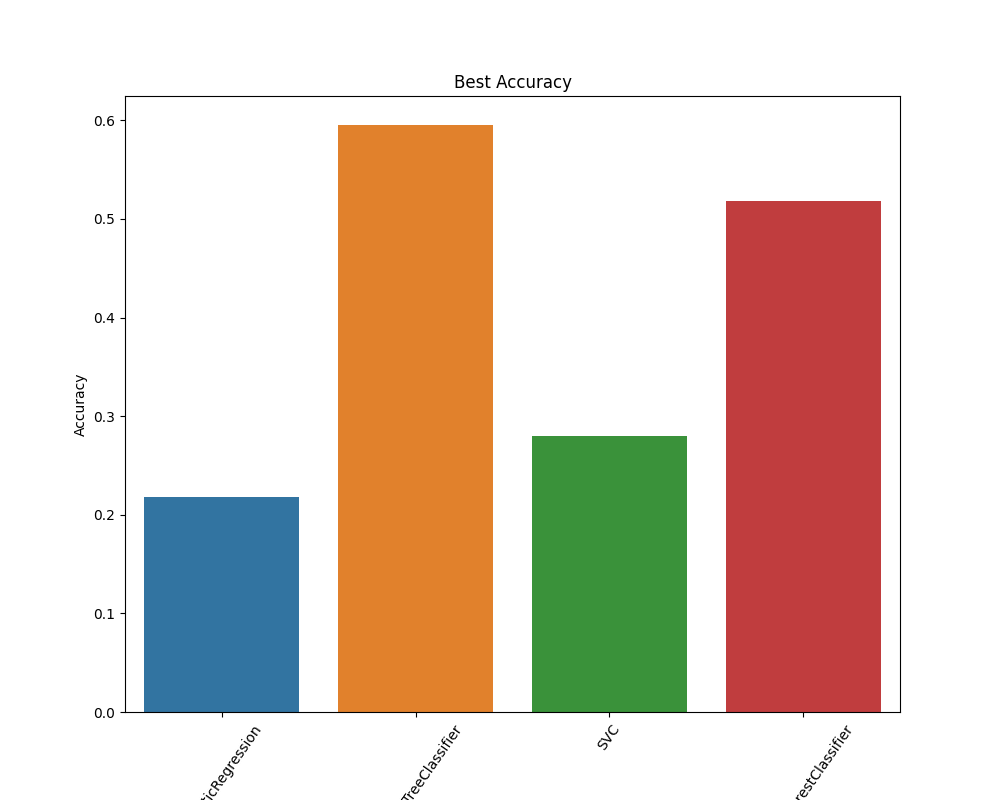 Best Accuracy
0.6
0.5
0.4
0.3
0.2
0.1
0.0
Accuracy
ticRegression
TreeClassifier
SVC
restClassifier